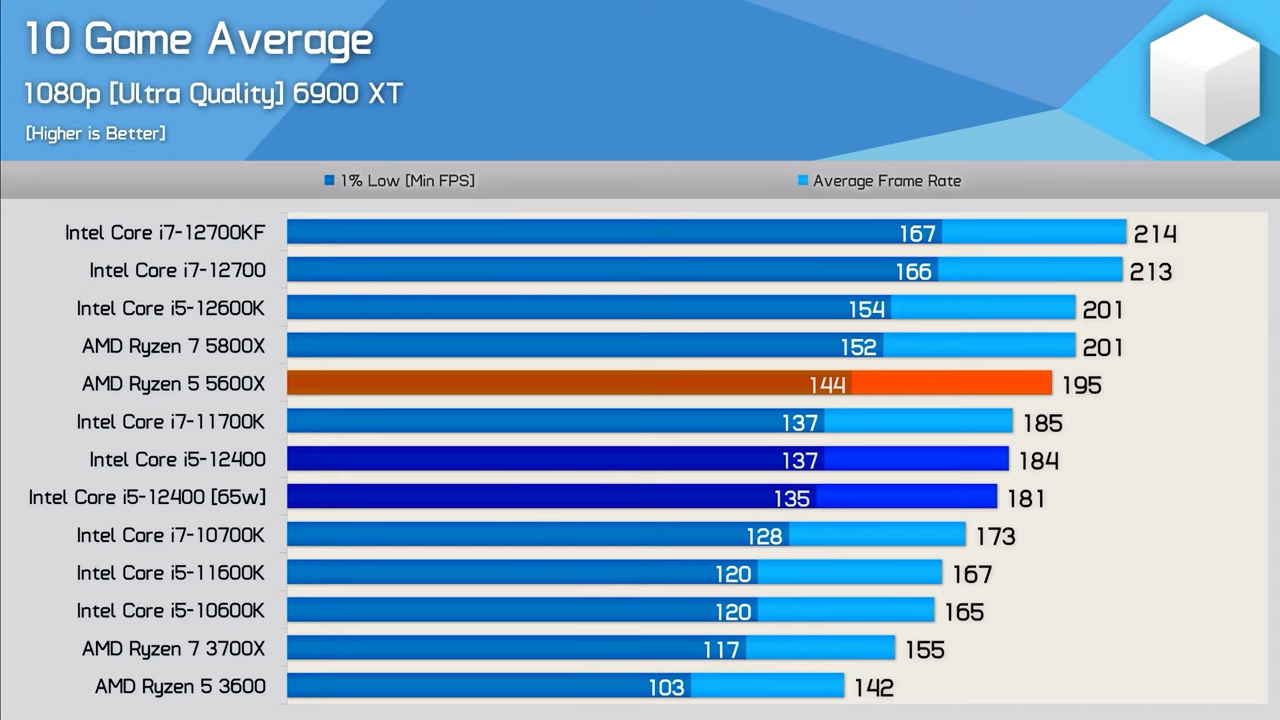 10 Game Average
1080p [Ultra Quality] 6900 XT
[Higher is Better]
1% Low [Min FPS] Average Frame Rate
Intel Core i7-12700KF 167 214
Intel Core i7-12700 166 213
Intel Core i5-12600K 154 201
AMD Ryzen 7 5800X 152 201
AMD Ryzen 5 5600X 144 195
Intel Core i7-11700K 137 185
Intel Core i5-12400 137 184
Intel Core i5-12400 [65w] 135 181
Intel Core i7-10700K 128 173
Intel Core i5-11600K 120 167
Intel Core i5-10600K 120 165
AMD Ryzen 7 3700X 117 155
AMD Ryzen 5 3600 103 142